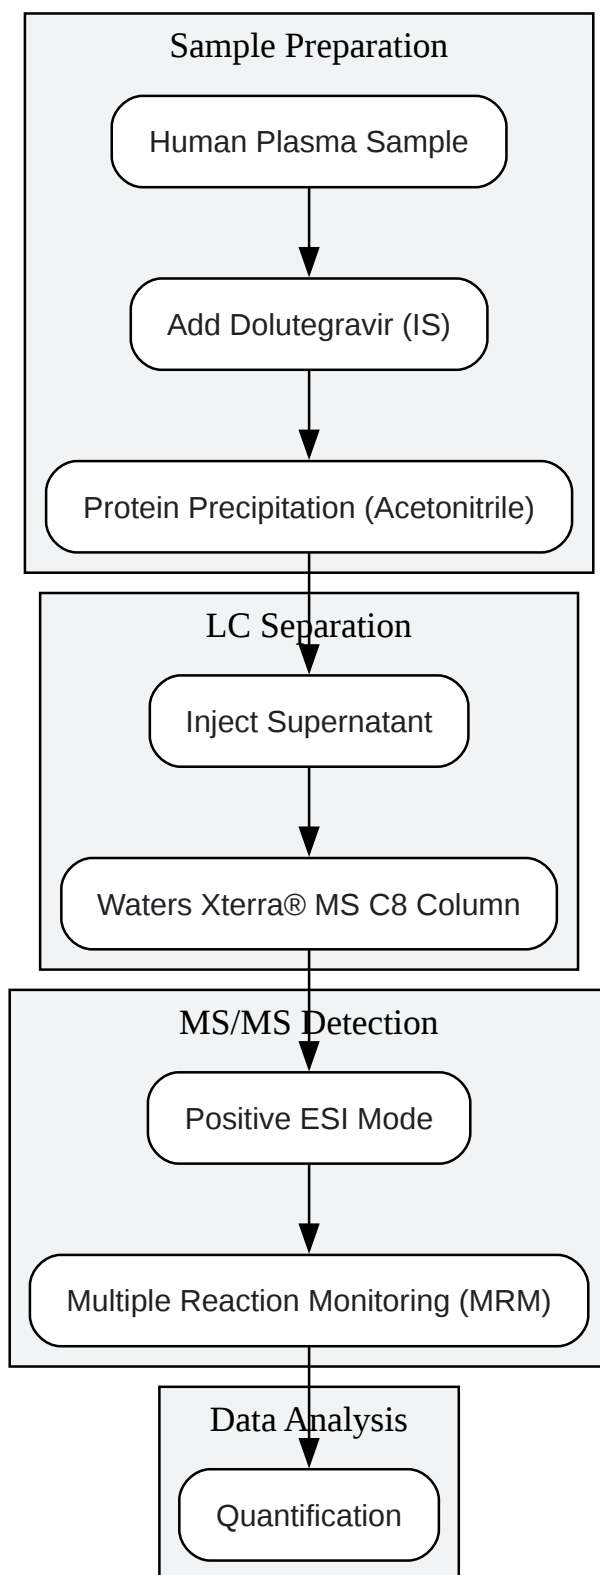 Sample Preparation
Human Plasma Sample
Add Dolutegravir (IS)
Protein Precipitation (Acetonitrile)
LC Separation
Inject Supernatant
Waters Xterra® MS C8 Column
MS/MS Detection
Positive ESI Mode
Multiple Reaction Monitoring (MRM)
Data Analysis
Quantification